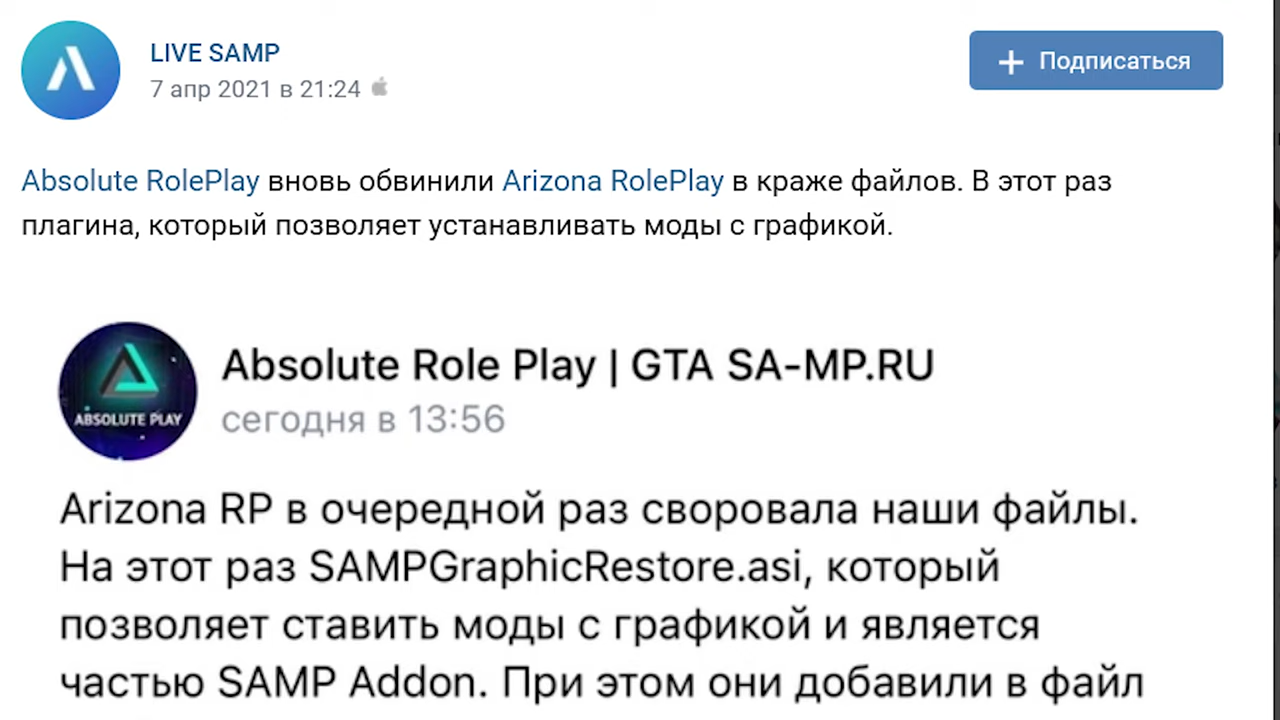 LIVE SAMP
7 апр 2021 в 21:24
Подписаться
Absolute RolePlay вновь обвинили Arizona RolePlay в краже файлов. В этот раз
плагина, который позволяет устанавливать моды с графикой.
ABSOLUTE PLAY
Absolute Role Play | GTA SA-MP.RU
сегодня в 13:56
Arizona RP в очередной раз своровала наши файлы.
На этот раз SAMPGraphicRestore.asi, который
позволяет ставить моды с графикой и является
частью SAMP Addon. При этом они добавили в файл